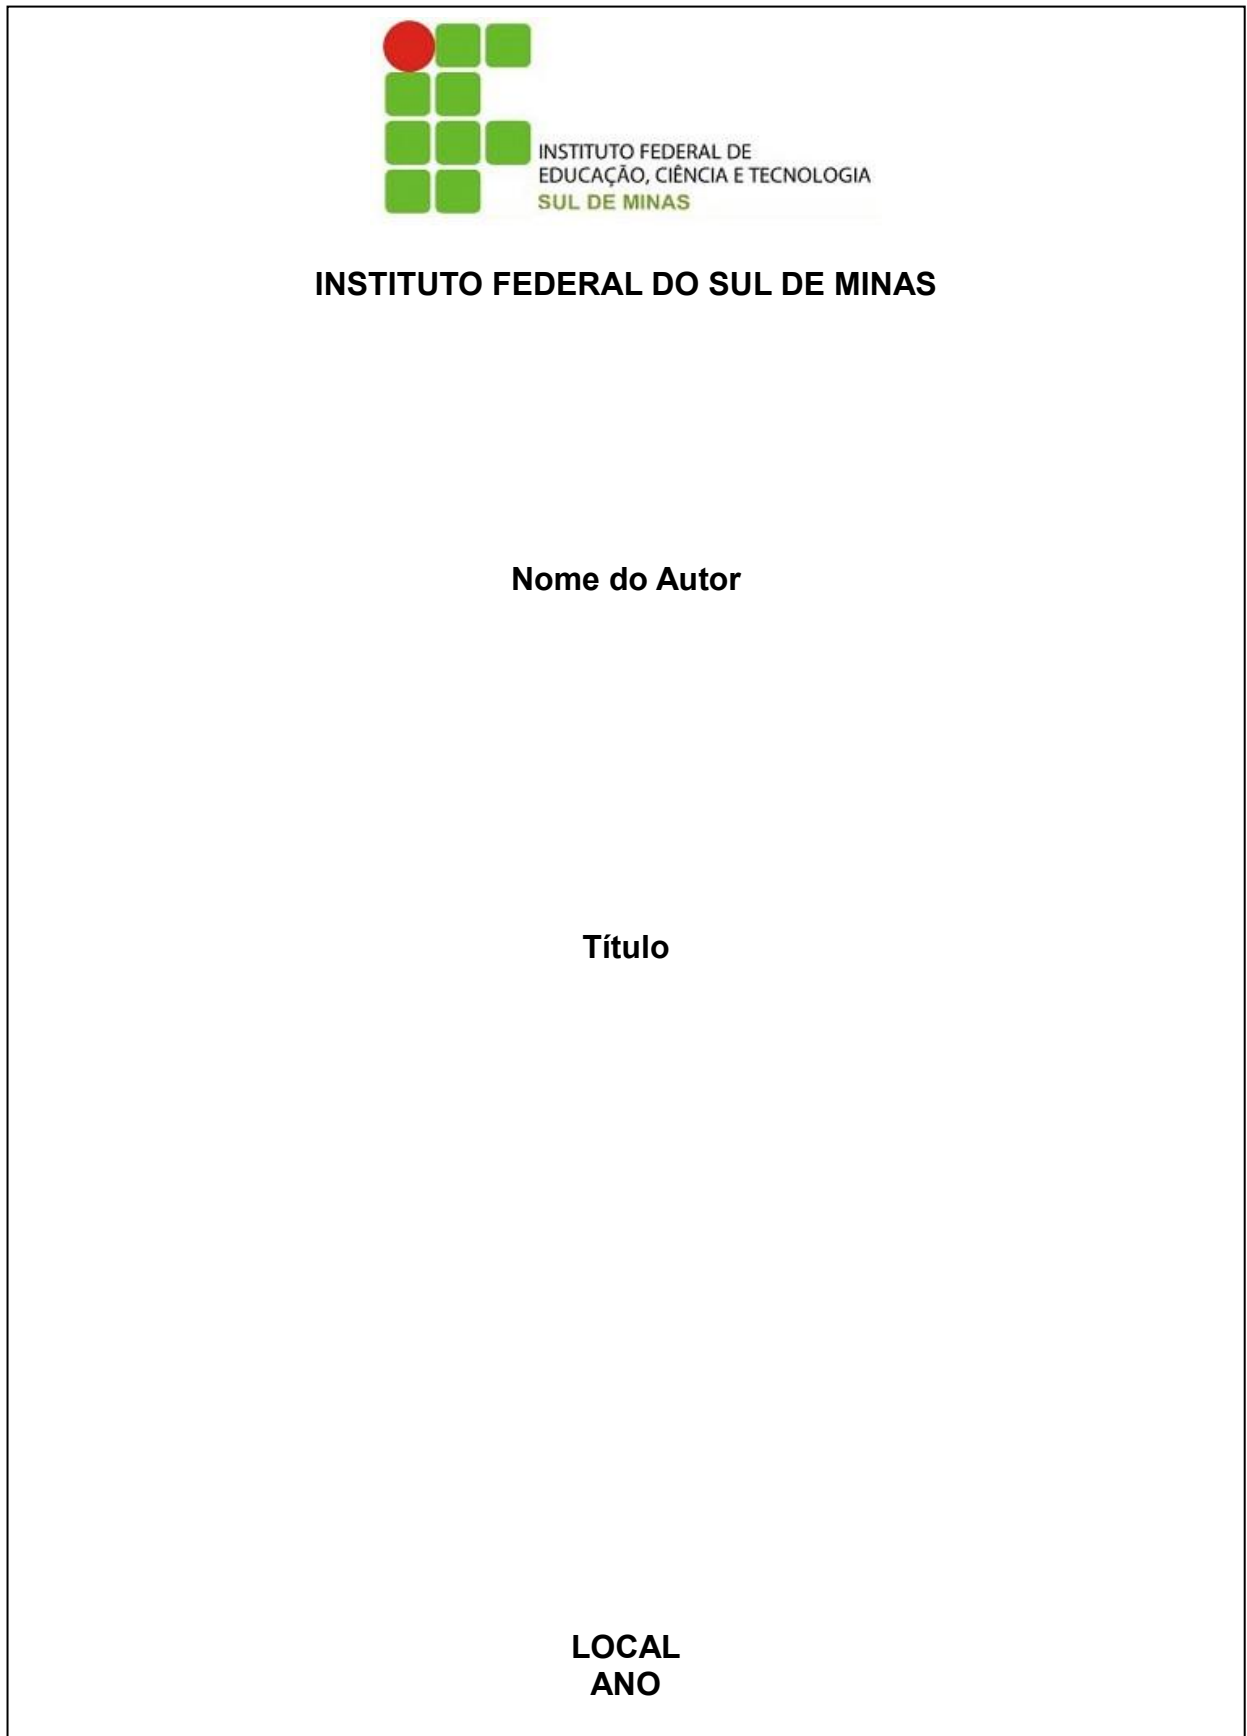 INSTITUTO FEDERAL DE
EDUCAÇÃO, CIÊNCIA E TECNOLOGIA
SUL DE MINAS
INSTITUTO FEDERAL DO SUL DE MINAS
Nome do Autor
Título
LOCAL
ANO